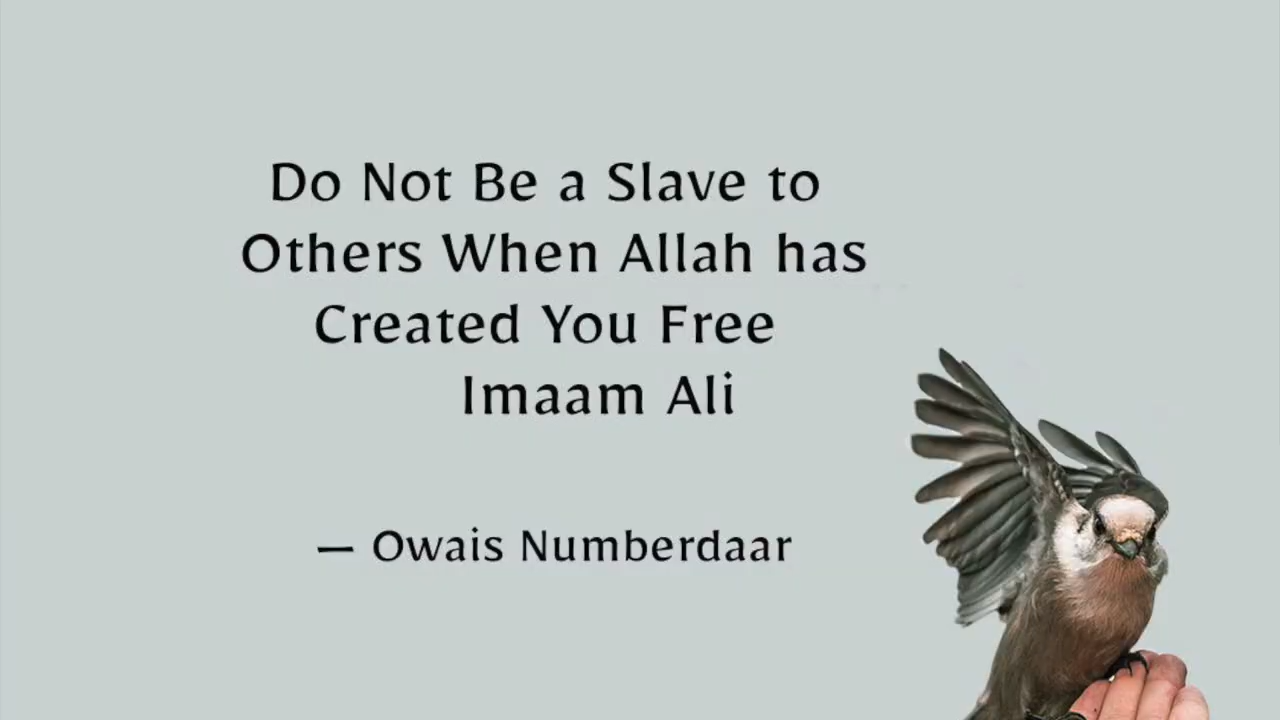 Do Not Be a Slave to
Others When Allah has
Created You Free
Imaam Ali
— Owais Numberdaar